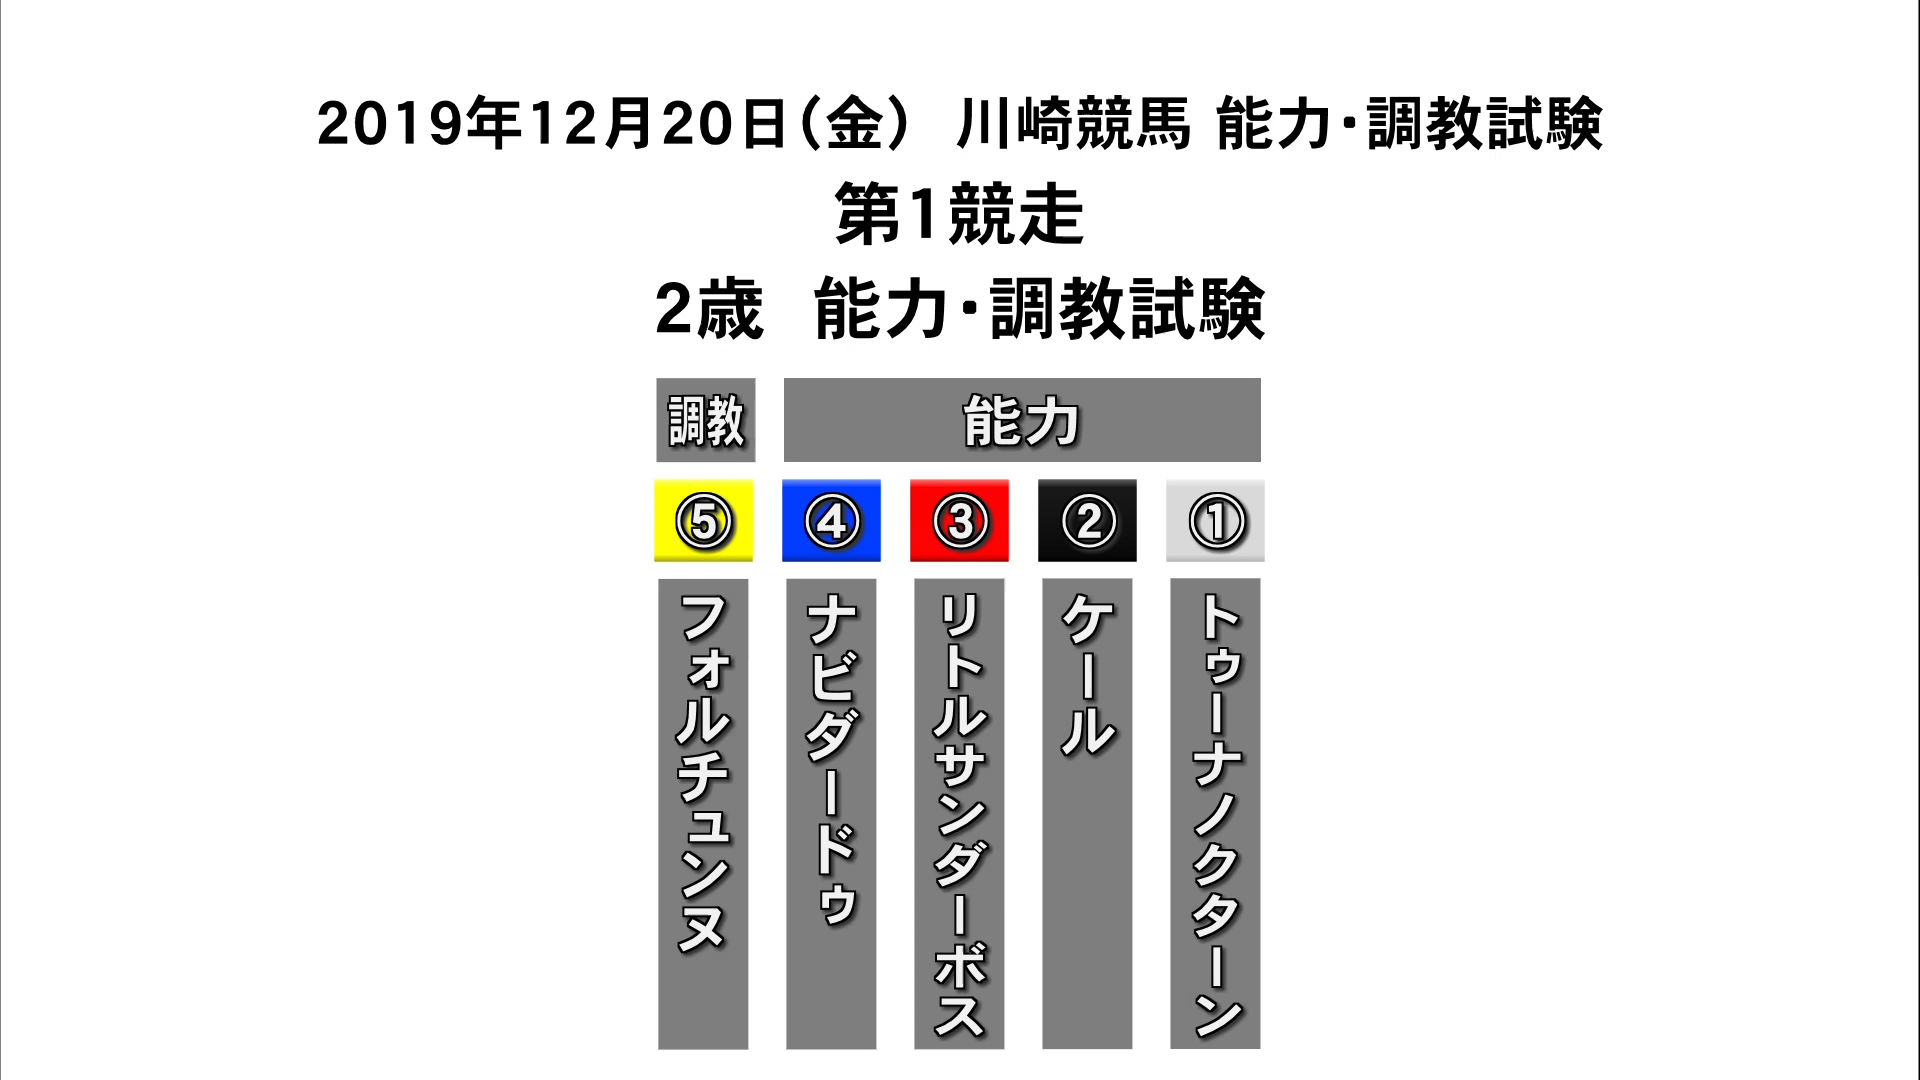 2019年12月20日(金)　川崎競馬 能力・調教試験
第1競走
2歳　能力・調教試験
能力
調教
①
トゥーナノクターン
②
ケール
③
リトルサンダーボス
④
ナビダードゥ
⑤
フォルチュンヌ